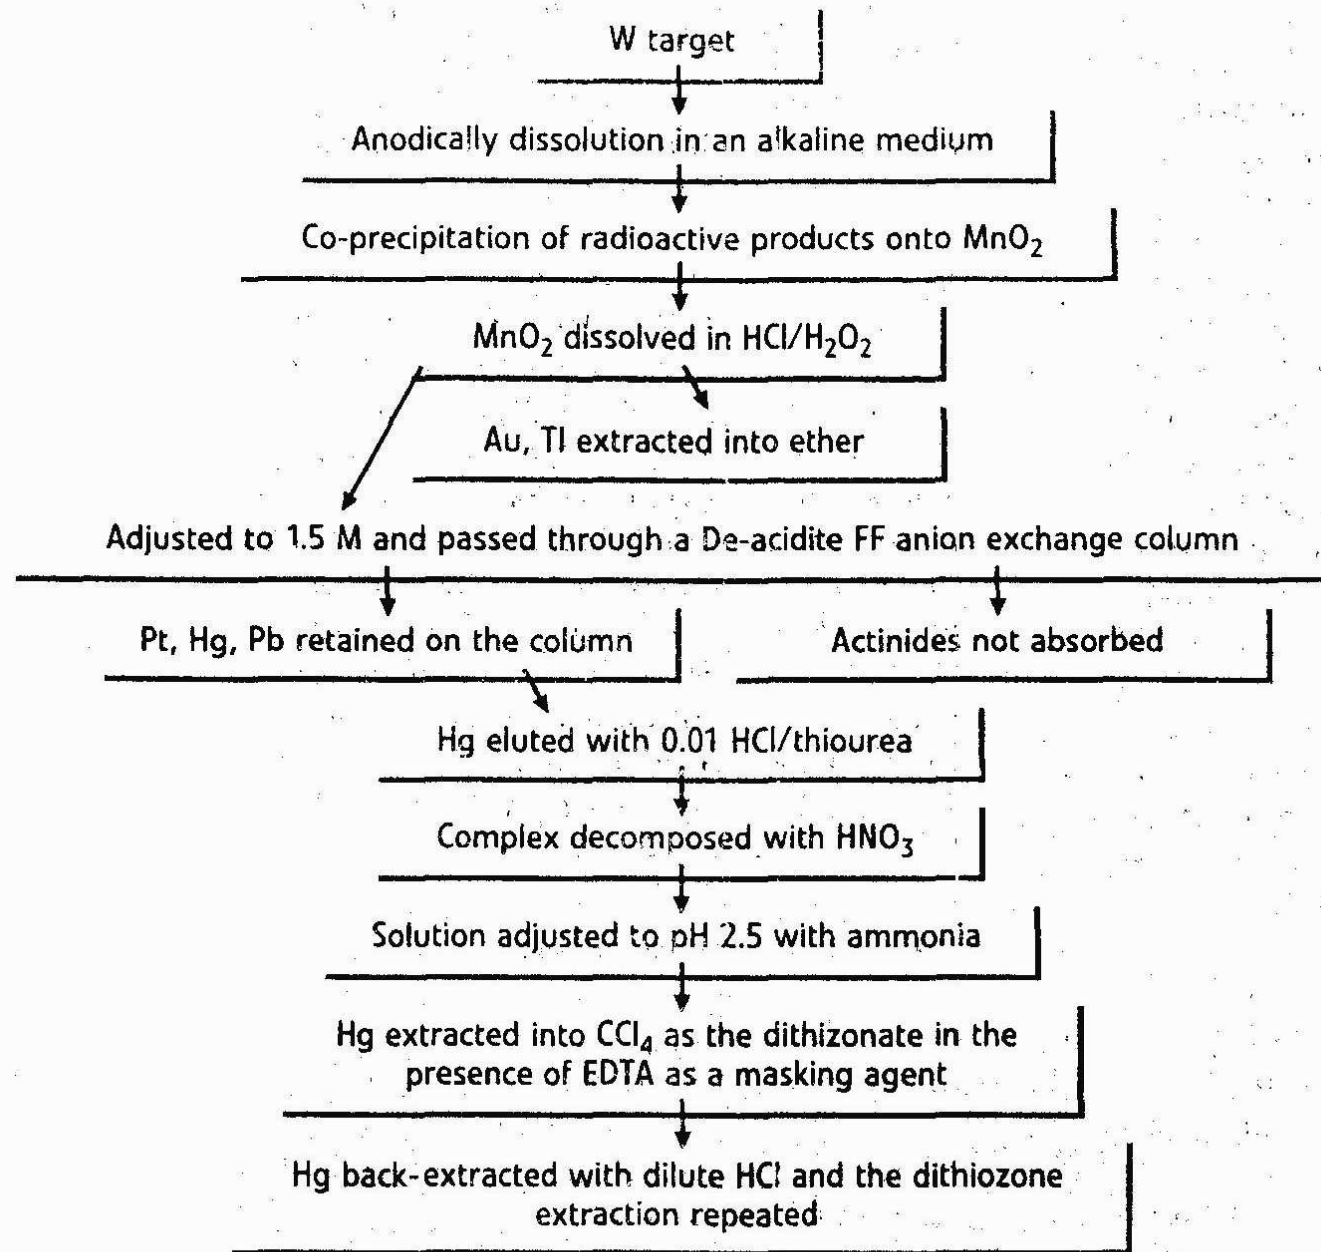 W target
Anodically dissolution in an alkaline medium
Co-precipitation of radioactive products onto MnO₂
MnO₂ dissolved in HCl/H₂O₂
Au, Tl extracted into ether
Adjusted to 1.5 M and passed through a De-acidite FF anion exchange column
Pt, Hg, Pb retained on the column
Actinides not absorbed
Hg eluted with 0.01 HCl/thiourea
Complex decomposed with HNO₃
Solution adjusted to pH 2.5 with ammonia
Hg extracted into CCl₄ as the dithizonate in the
presence of EDTA as a masking agent
Hg back-extracted with dilute HCl and the dithiozone
extraction repeated